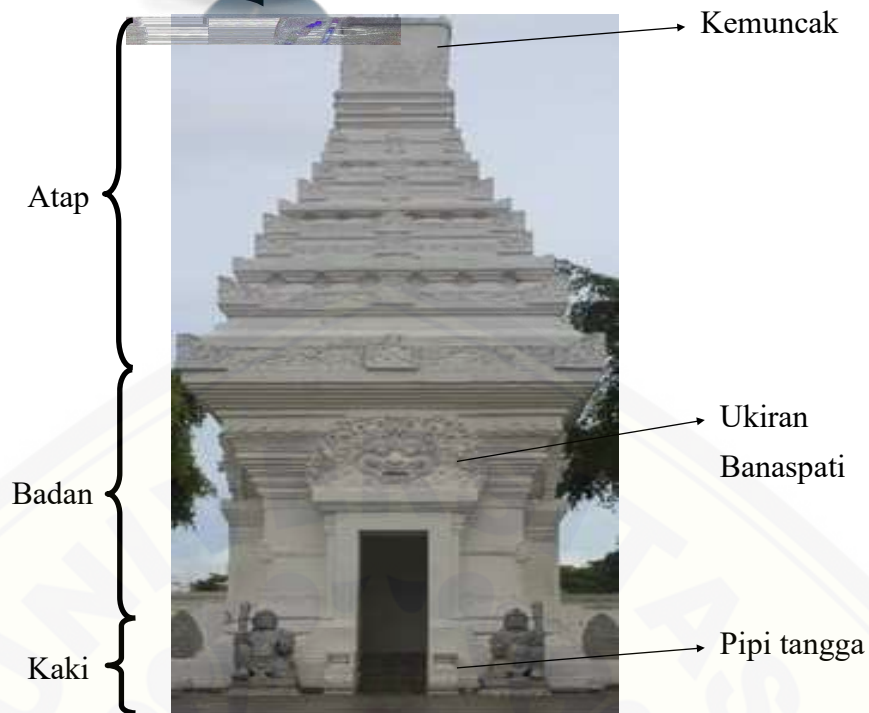 Kemuncak
Atap
Ukiran
Banaspati
Badan
Pipi tangga
Kaki